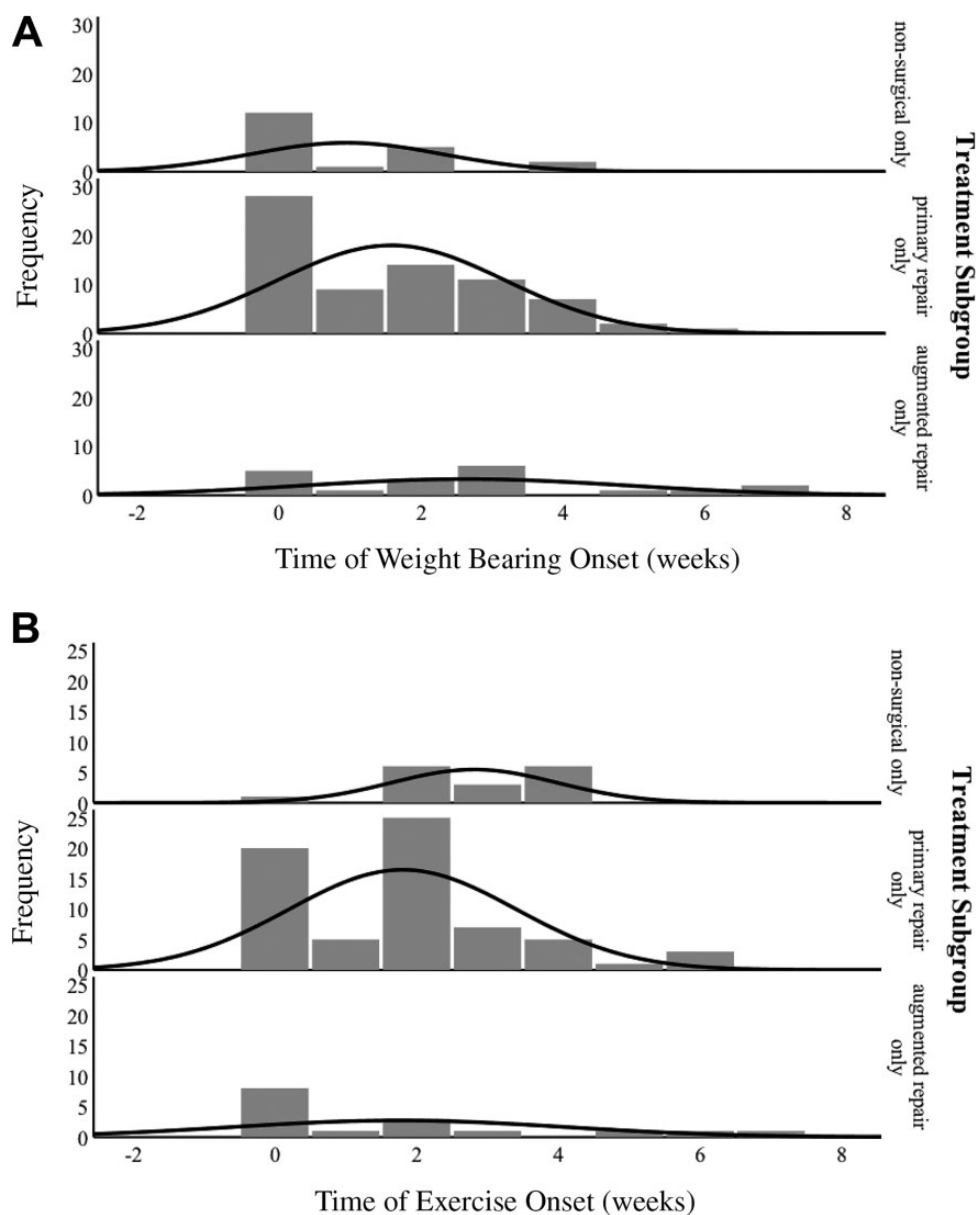 A
30
20
10
0
non-surgical only
30
20
10
0
primary repair
only
30
20
10
0
augmented repair
only
Frequency
Treatment Subgroup
-2 0 2 4 6 8
Time of Weight Bearing Onset (weeks)
B
25
20
15
10
5
0
non-surgical only
25
20
15
10
5
0
primary repair
only
25
20
15
10
5
0
augmented repair
only
Frequency
Treatment Subgroup
-2 0 2 4 6 8
Time of Exercise Onset (weeks)